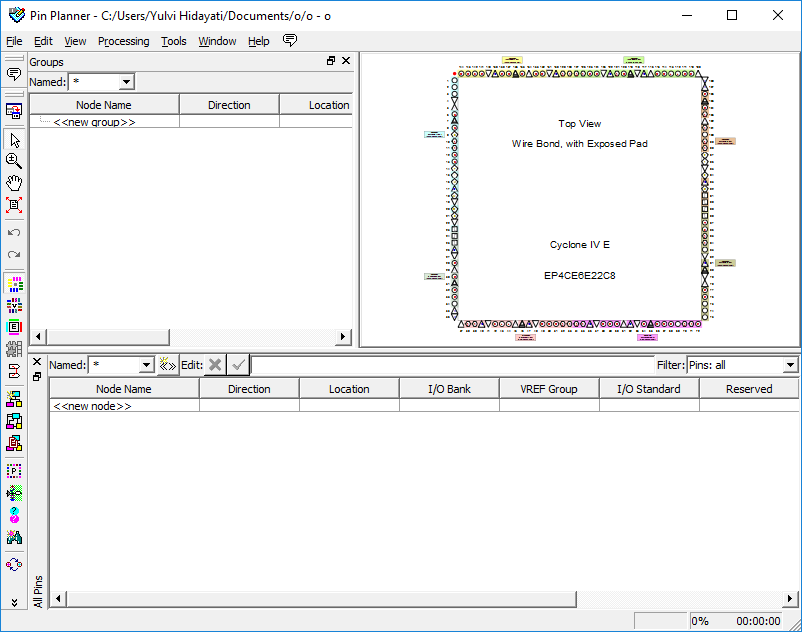 Pin Planner - C:/Users/Yulvi Hidayati/Documents/o/o - o
File Edit View Processing Tools Window Help
Groups
Named: *
Node Name Direction Location
<<new group>>
Top View
Wire Bond, with Exposed Pad
Cyclone IV E
EP4CE6E22C8
Named: * Edit: Filter: Pins: all
Node Name Direction Location I/O Bank VREF Group I/O Standard Reserved
<<new node>>
All Pins
0% 00:00:00